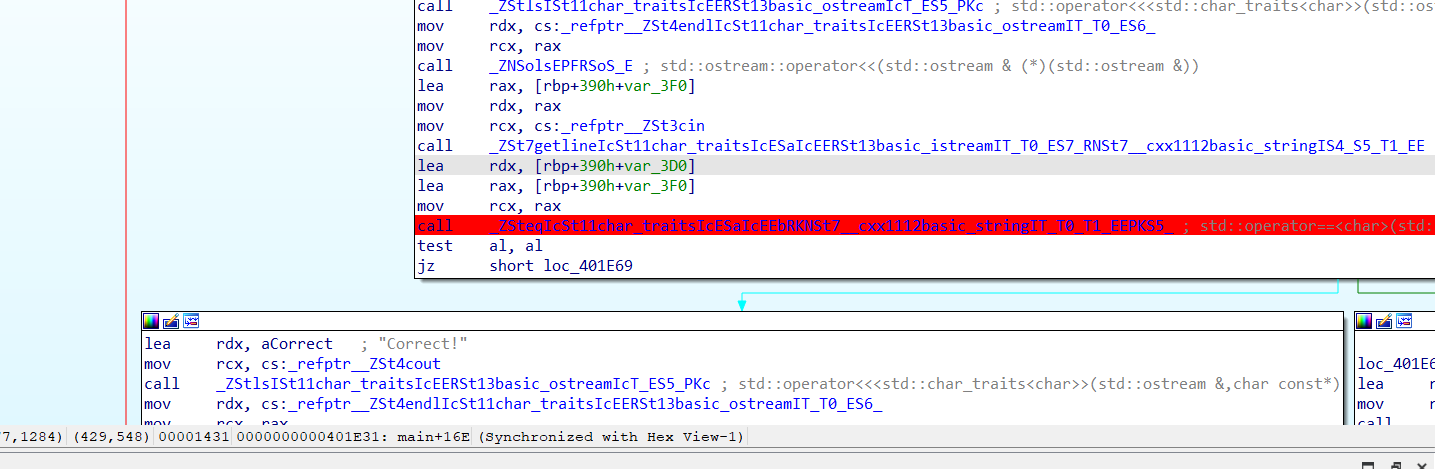 call _ZStlsISt11char_traitsIcEERSt13basic_ostreamIcT_ES5_PKc ; std::operator<<<std::char_traits<char>>(std::os
mov rdx, cs:_refptr__ZSt4endlIcSt11char_traitsIcEERSt13basic_ostreamIT_T0_ES6_
mov rcx, rax
call _ZNSolsEPFRSoS_E ; std::ostream::operator<<(std::ostream & (*)(std::ostream &))
lea rax, [rbp+390h+var_3F0]
mov rdx, rax
mov rcx, cs:_refptr__ZSt3cin
call _ZSt7getlineIcSt11char_traitsIcESaIcEERSt13basic_istreamIT_T0_ES7_RNSt7__cxx1112basic_stringIS4_S5_T1_EE
lea rdx, [rbp+390h+var_3D0]
lea rax, [rbp+390h+var_3F0]
mov rcx, rax
call _ZSteqIcSt11char_traitsIcESaIcEEbRKNSt7__cxx1112basic_stringIT_T0_T1_EEPKS5_ ; std::operator==<char>(std:
test al, al
jz short loc_401E69
lea rdx, aCorrect ; "Correct!"
mov rcx, cs:_refptr__ZSt4cout
call _ZStlsISt11char_traitsIcEERSt13basic_ostreamIcT_ES5_PKc ; std::operator<<<std::char_traits<char>>(std::ostream &,char const*)
mov rdx, cs:_refptr__ZSt4endlIcSt11char_traitsIcEERSt13basic_ostreamIT_T0_ES6_
mov rcx, rax
loc_401E6
lea
mov
call
7,1284) (429,548) 00001431 0000000000401E31: main+16E (Synchronized with Hex View-1)